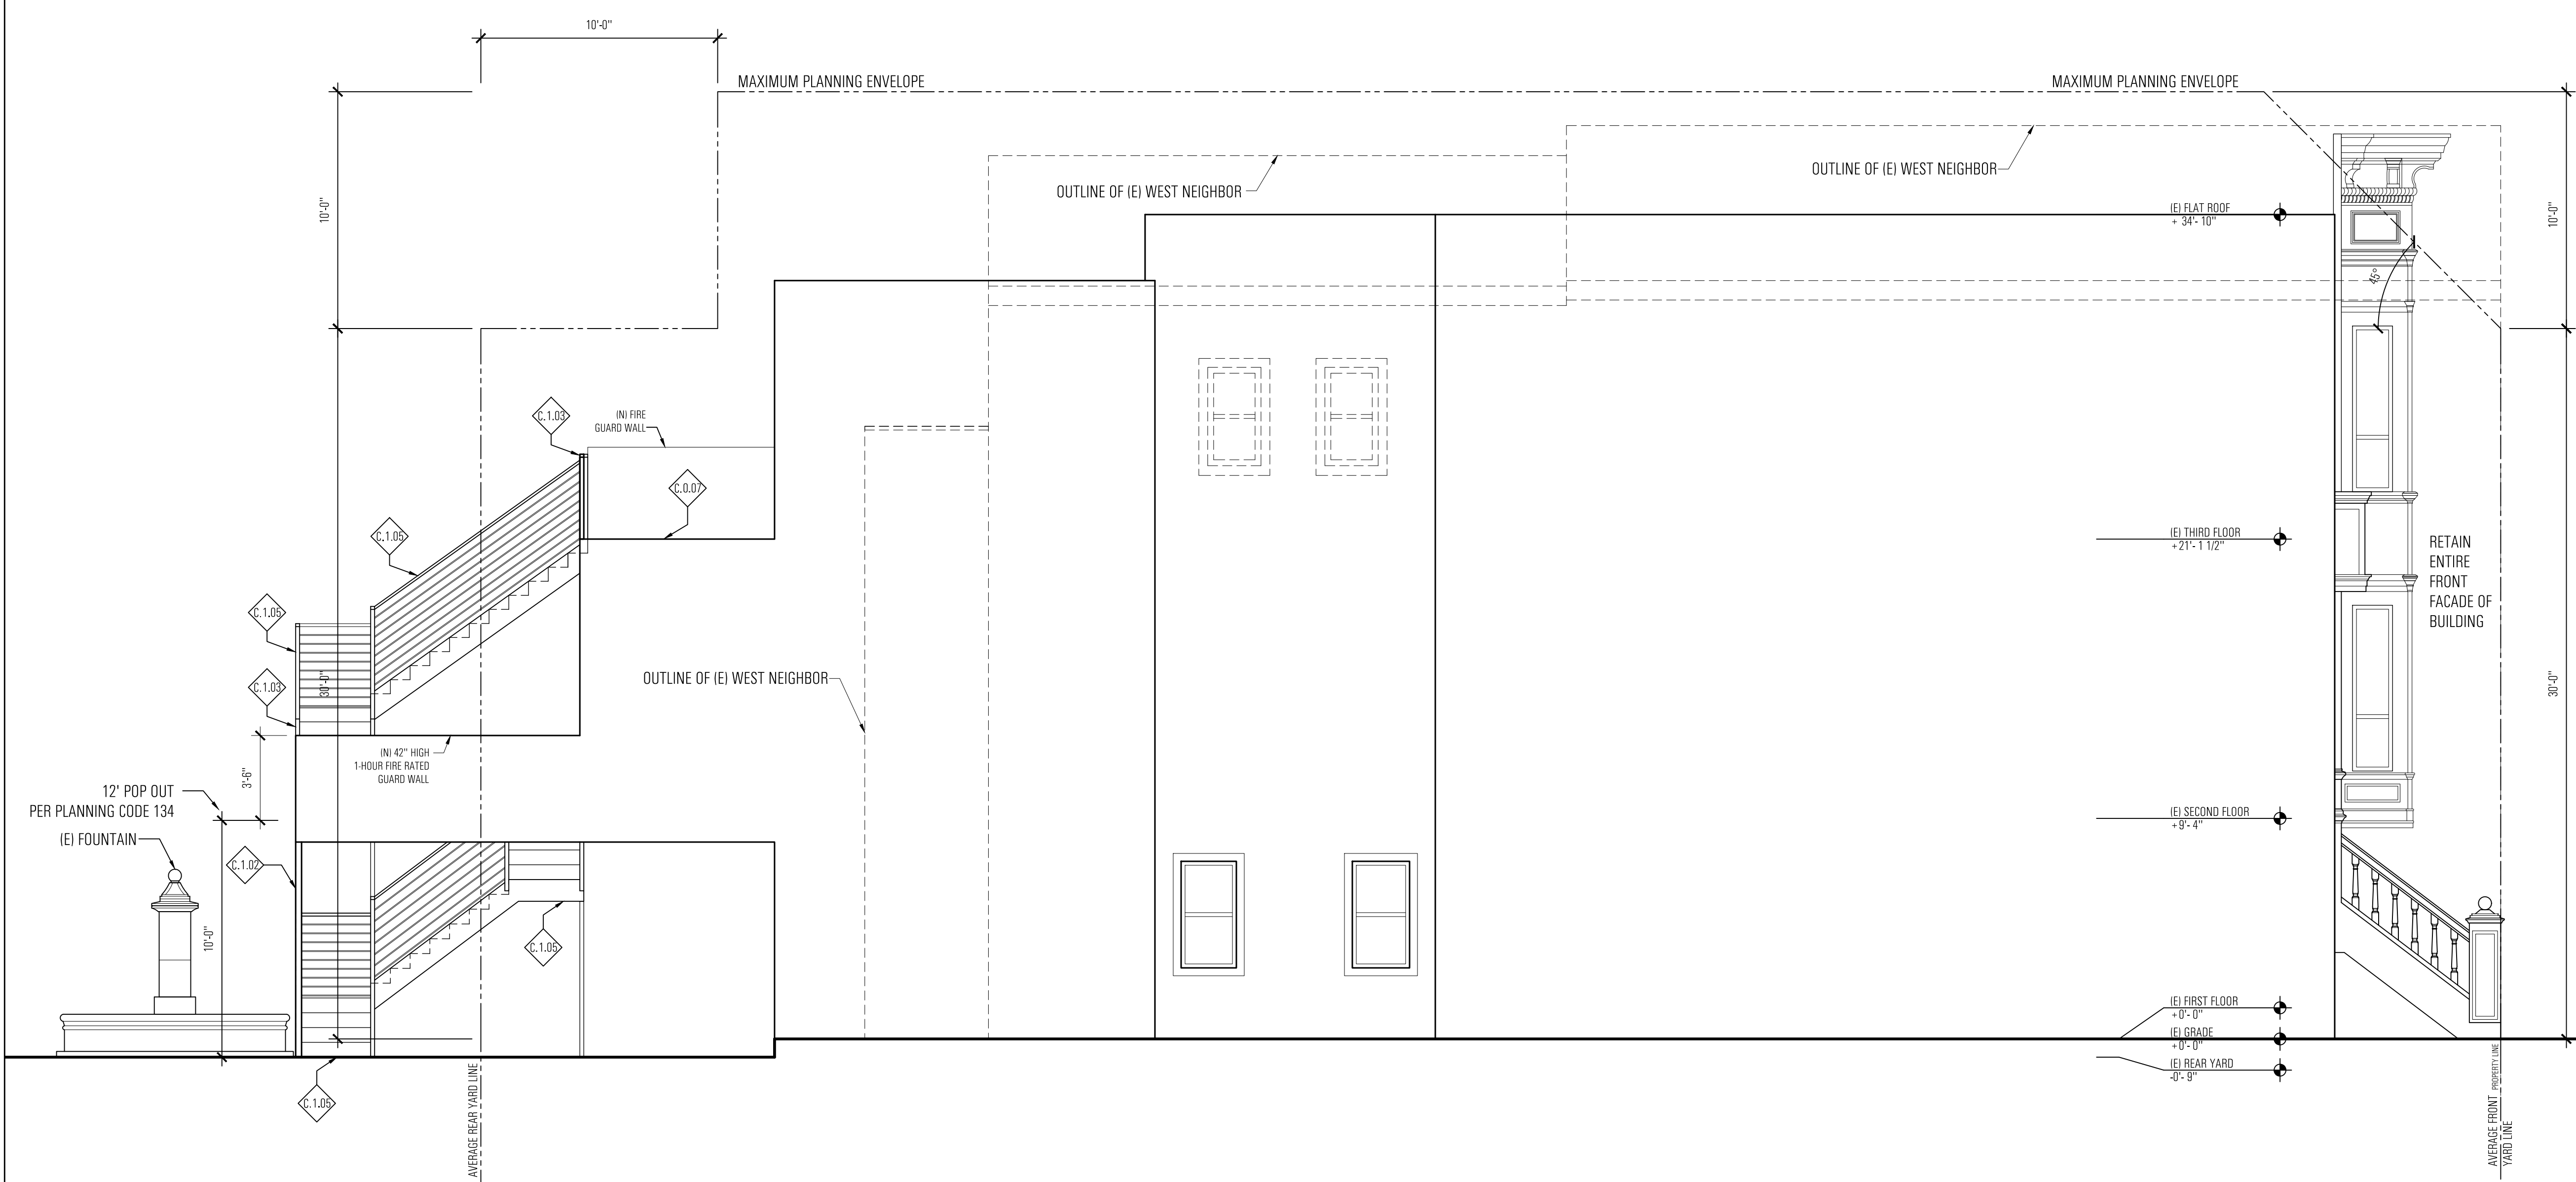 10'-0"
MAXIMUM PLANNING ENVELOPE
MAXIMUM PLANNING ENVELOPE
OUTLINE OF (E) WEST NEIGHBOR
OUTLINE OF (E) WEST NEIGHBOR
10'-0"
(E) FLAT ROOF
+ 34'- 10"
10'-0"
45°
C.1.03
(N) FIRE
GUARD WALL
C.0.07
C.1.05
(E) THIRD FLOOR
+21'- 1 1/2"
RETAIN
ENTIRE
FRONT
FACADE OF
BUILDING
C.1.05
C.1.03
30'-0"
OUTLINE OF (E) WEST NEIGHBOR
30'-0"
(N) 42" HIGH
1-HOUR FIRE RATED
GUARD WALL
3'-6"
12' POP OUT
PER PLANNING CODE 134
(E) FOUNTAIN
C.1.02
(E) SECOND FLOOR
+9'- 4"
10'-0"
C.1.05
(E) FIRST FLOOR
+0'- 0"
(E) GRADE
+0'- 0"
(E) REAR YARD
-0'- 9"
C.1.05
AVERAGE REAR YARD LINE
PROPERTY LINE
AVERAGE FRONT
YARD LINE